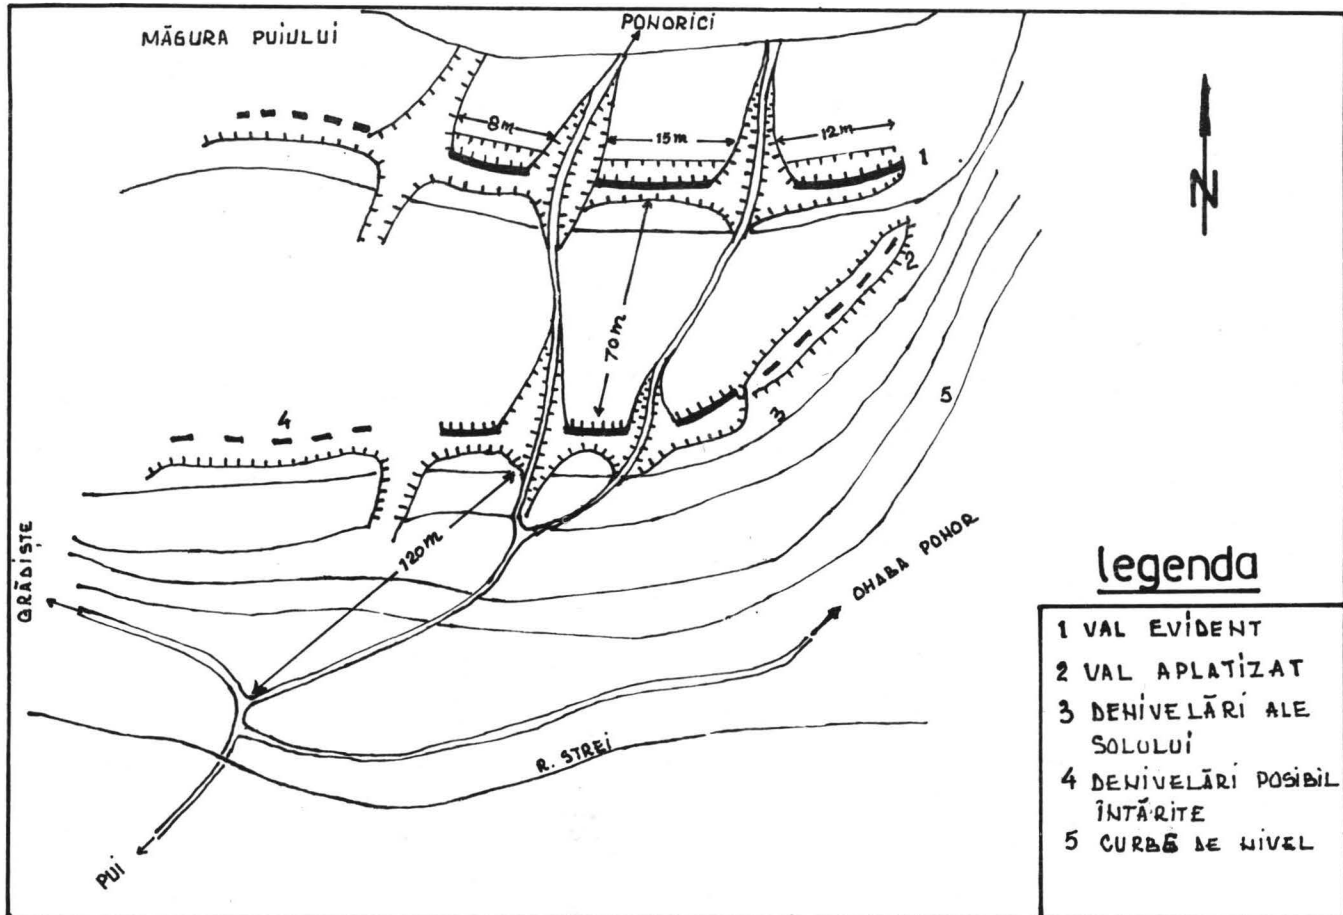 MĂGURA PUIULUI
PONORICI
8m
15m
12m
1
N
2
70m
3
4
5
120m
GRĂDIȘTE
OHABA PONOR
R. STREI
PUI
legenda
1 VAL EVIDENT
2 VAL APLATIZAT
3 DENIVELĂRI ALE
SOLULUI
4 DENIVELĂRI POSIBIL
ÎNTĂRITE
5 CURBE DE NIVEL